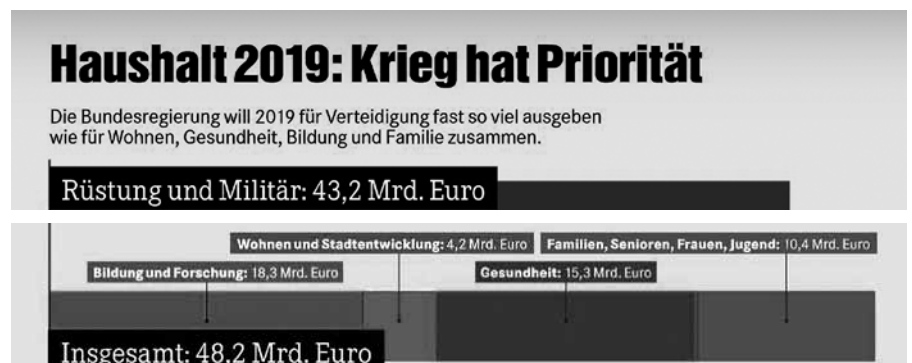 Haushalt 2019: Krieg hat Priorität
Die Bundesregierung will 2019 für Verteidigung fast so viel ausgeben
wie für Wohnen, Gesundheit, Bildung und Familie zusammen.
Rüstung und Militär: 43,2 Mrd. Euro
Wohnen und Stadtentwicklung: 4,2 Mrd. Euro Familien, Senioren, Frauen, Jugend: 10,4 Mrd. Euro
Bildung und Forschung: 18,3 Mrd. Euro Gesundheit: 15,3 Mrd. Euro
Insgesamt: 48,2 Mrd. Euro